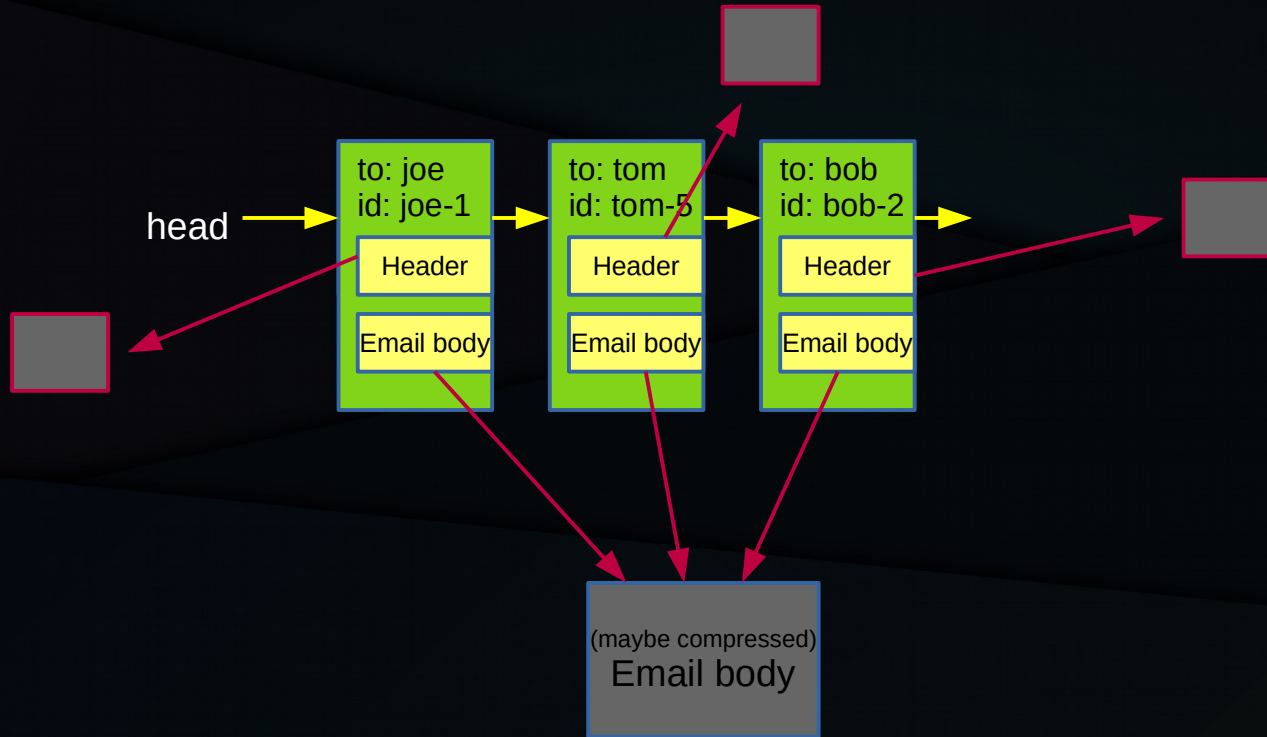 head
to: joe
id: joe-1
Header
Email body
to: tom
id: tom-5
Header
Email body
to: bob
id: bob-2
Header
Email body
(maybe compressed)
Email body